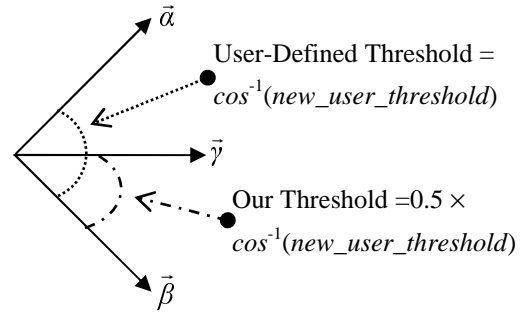 α⃗
User-Defined Threshold =
cos⁻¹(new_user_threshold)
γ⃗
Our Threshold =0.5 ×
cos⁻¹(new_user_threshold)
β⃗